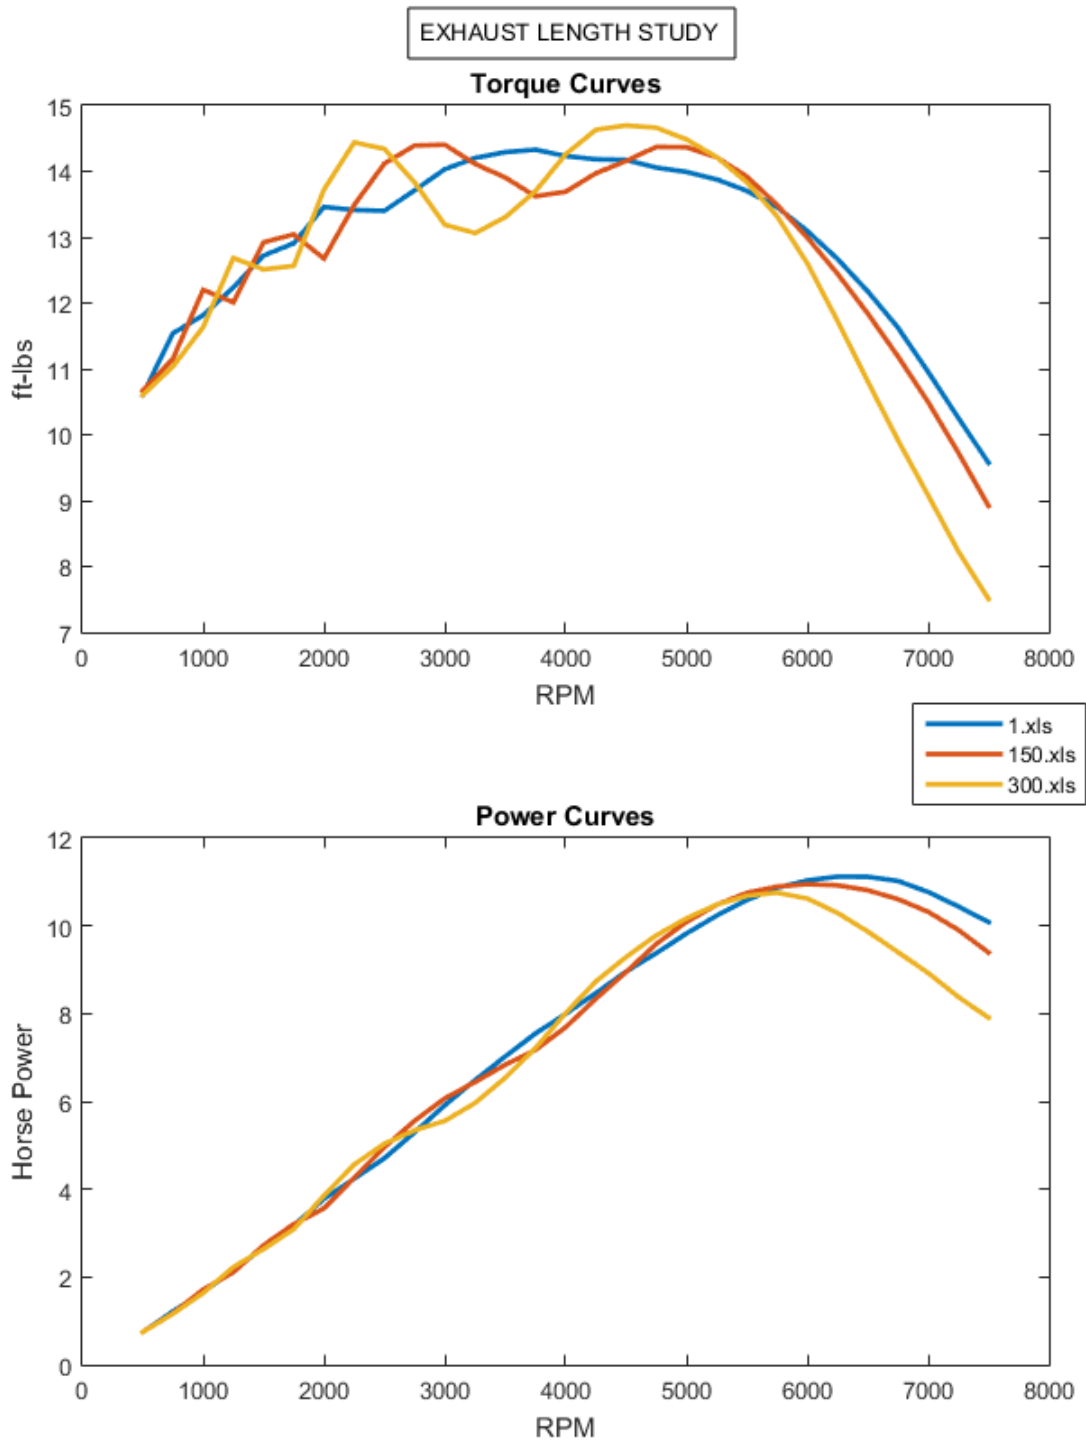 EXHAUST LENGTH STUDY
Torque Curves
15
14
13
12
11
10
9
8
7
ft-lbs
0 1000 2000 3000 4000 5000 6000 7000 8000
RPM
1.xls
150.xls
300.xls
Power Curves
12
10
8
6
4
2
0
Horse Power
0 1000 2000 3000 4000 5000 6000 7000 8000
RPM